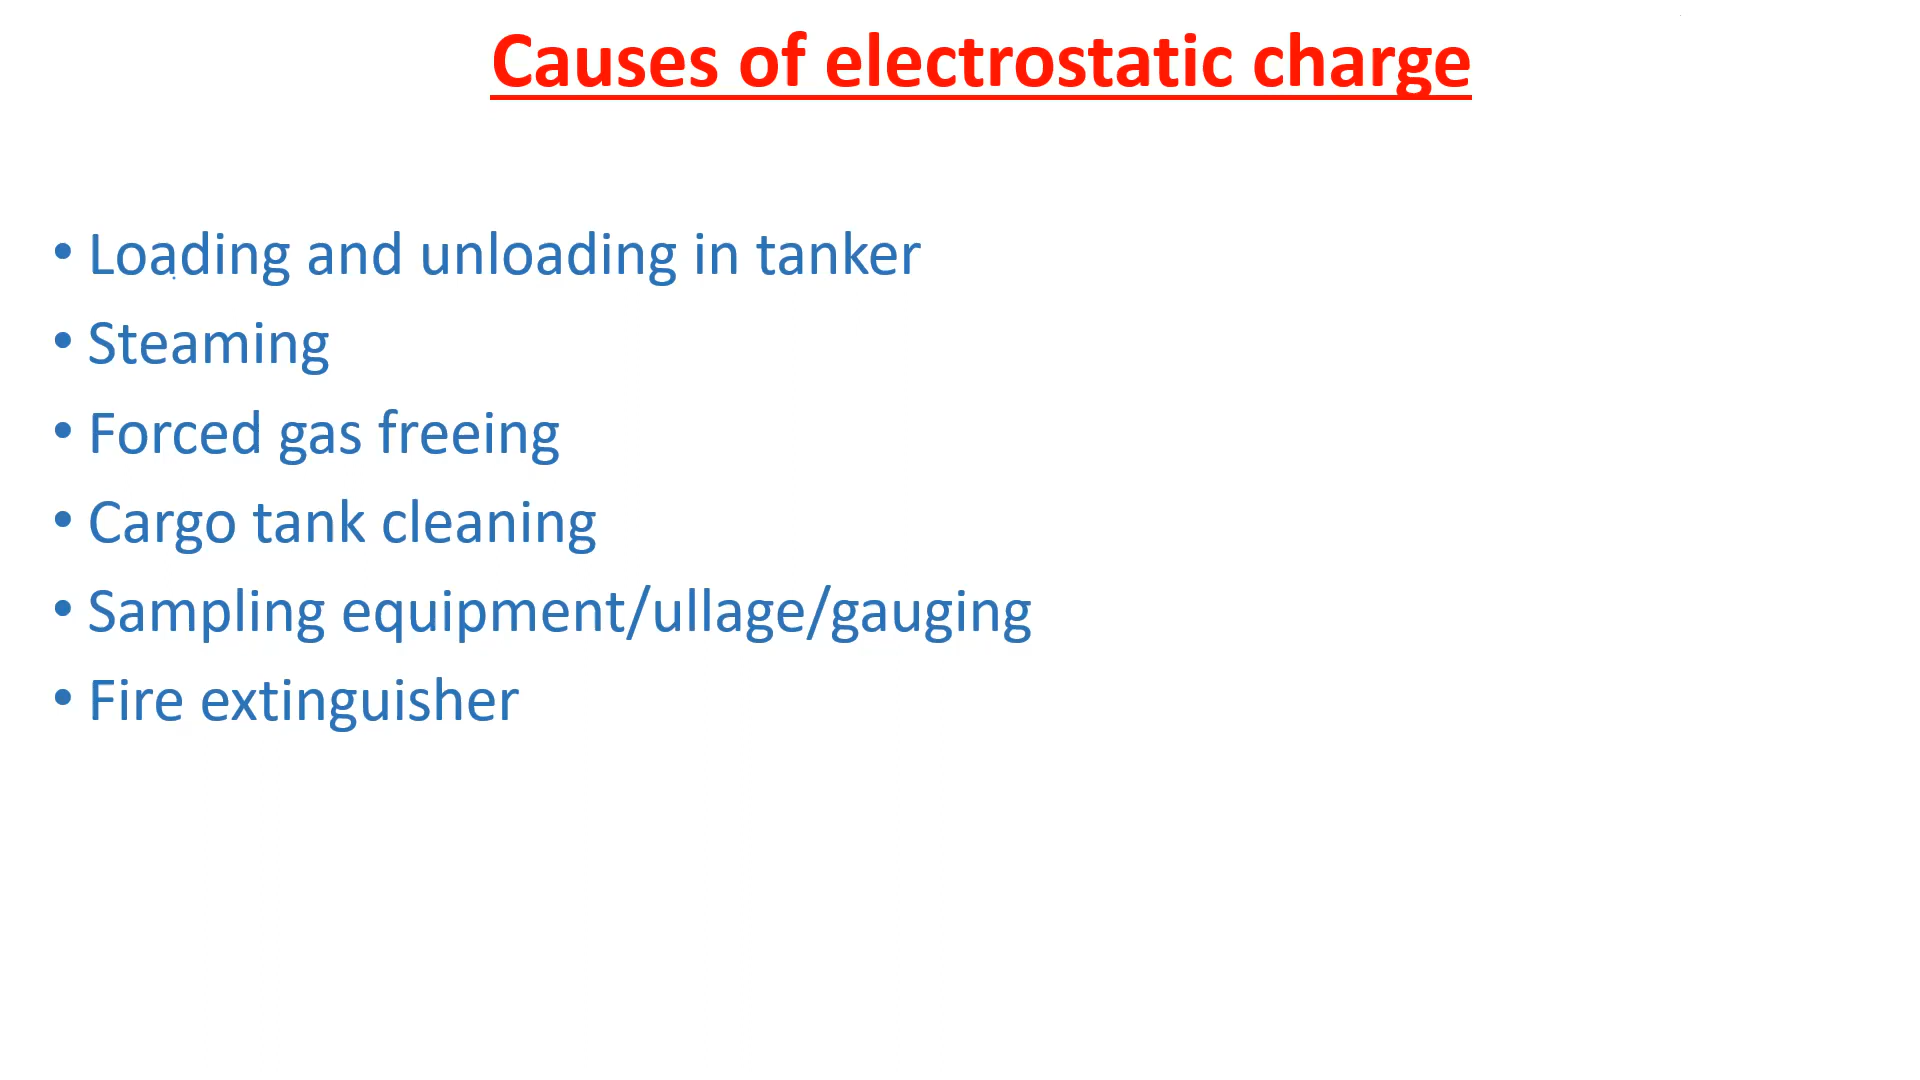 Causes of electrostatic charge
• Loading and unloading in tanker
• Steaming
• Forced gas freeing
• Cargo tank cleaning
• Sampling equipment/ullage/gauging
• Fire extinguisher